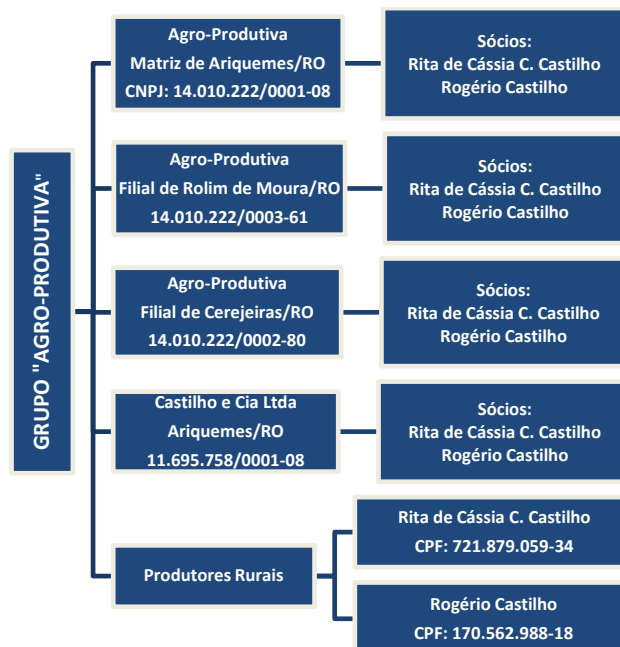 GRUPO "AGRO-PRODUTIVA"
Agro-Produtiva
Matriz de Ariquemes/RO
CNPJ: 14.010.222/0001-08
Sócios:
Rita de Cássia C. Castilho
Rogério Castilho
Agro-Produtiva
Filial de Rolim de Moura/RO
14.010.222/0003-61
Sócios:
Rita de Cássia C. Castilho
Rogério Castilho
Agro-Produtiva
Filial de Cerejeiras/RO
14.010.222/0002-80
Sócios:
Rita de Cássia C. Castilho
Rogério Castilho
Castilho e Cia Ltda
Ariquemes/RO
11.695.758/0001-08
Sócios:
Rita de Cássia C. Castilho
Rogério Castilho
Produtores Rurais
Rita de Cássia C. Castilho
CPF: 721.879.059-34
Rogério Castilho
CPF: 170.562.988-18